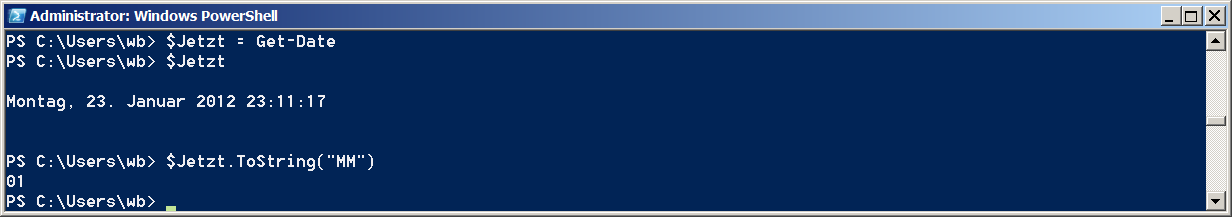 Administrator: Windows PowerShell
PS C:\Users\wb> $Jetzt = Get-Date
PS C:\Users\wb> $Jetzt
Montag, 23. Januar 2012 23:11:17
PS C:\Users\wb> $Jetzt.ToString("MM")
01
PS C:\Users\wb>